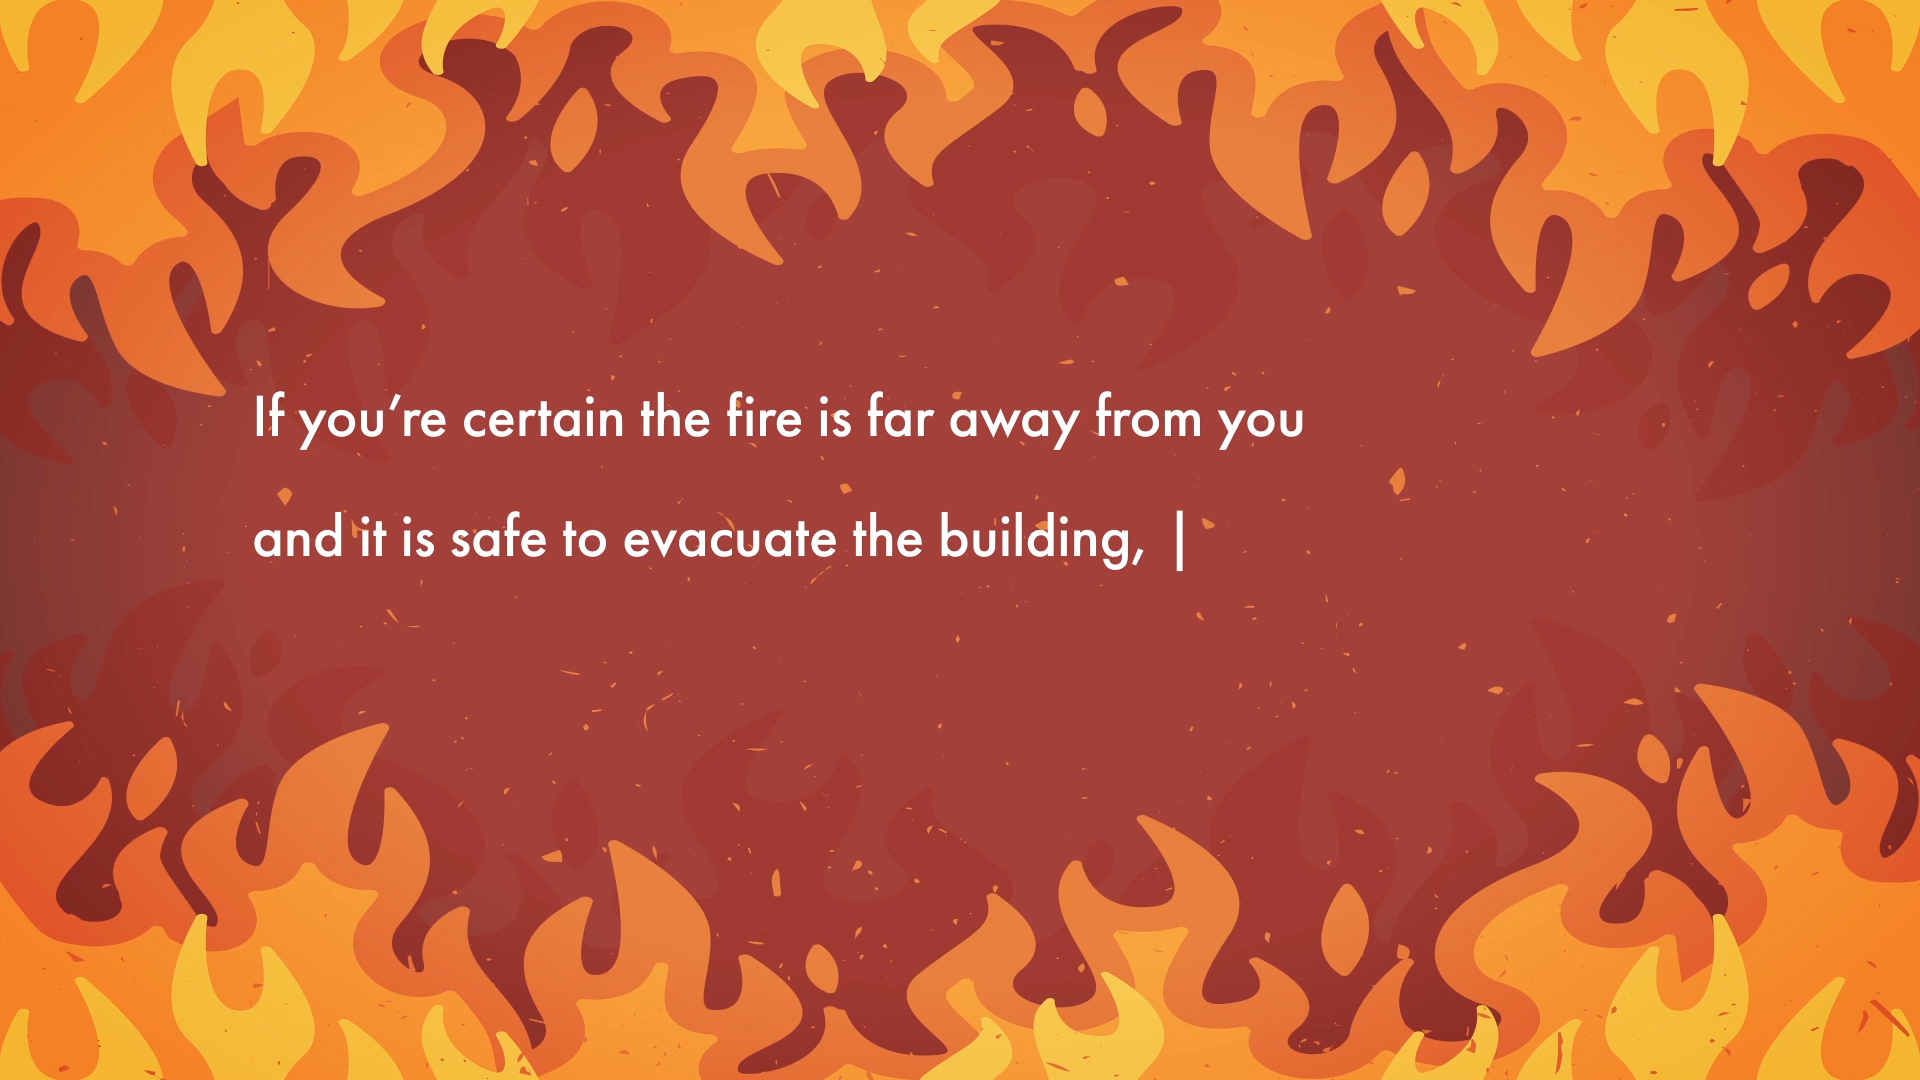 If you’re certain the fire is far away from you
and it is safe to evacuate the building, |